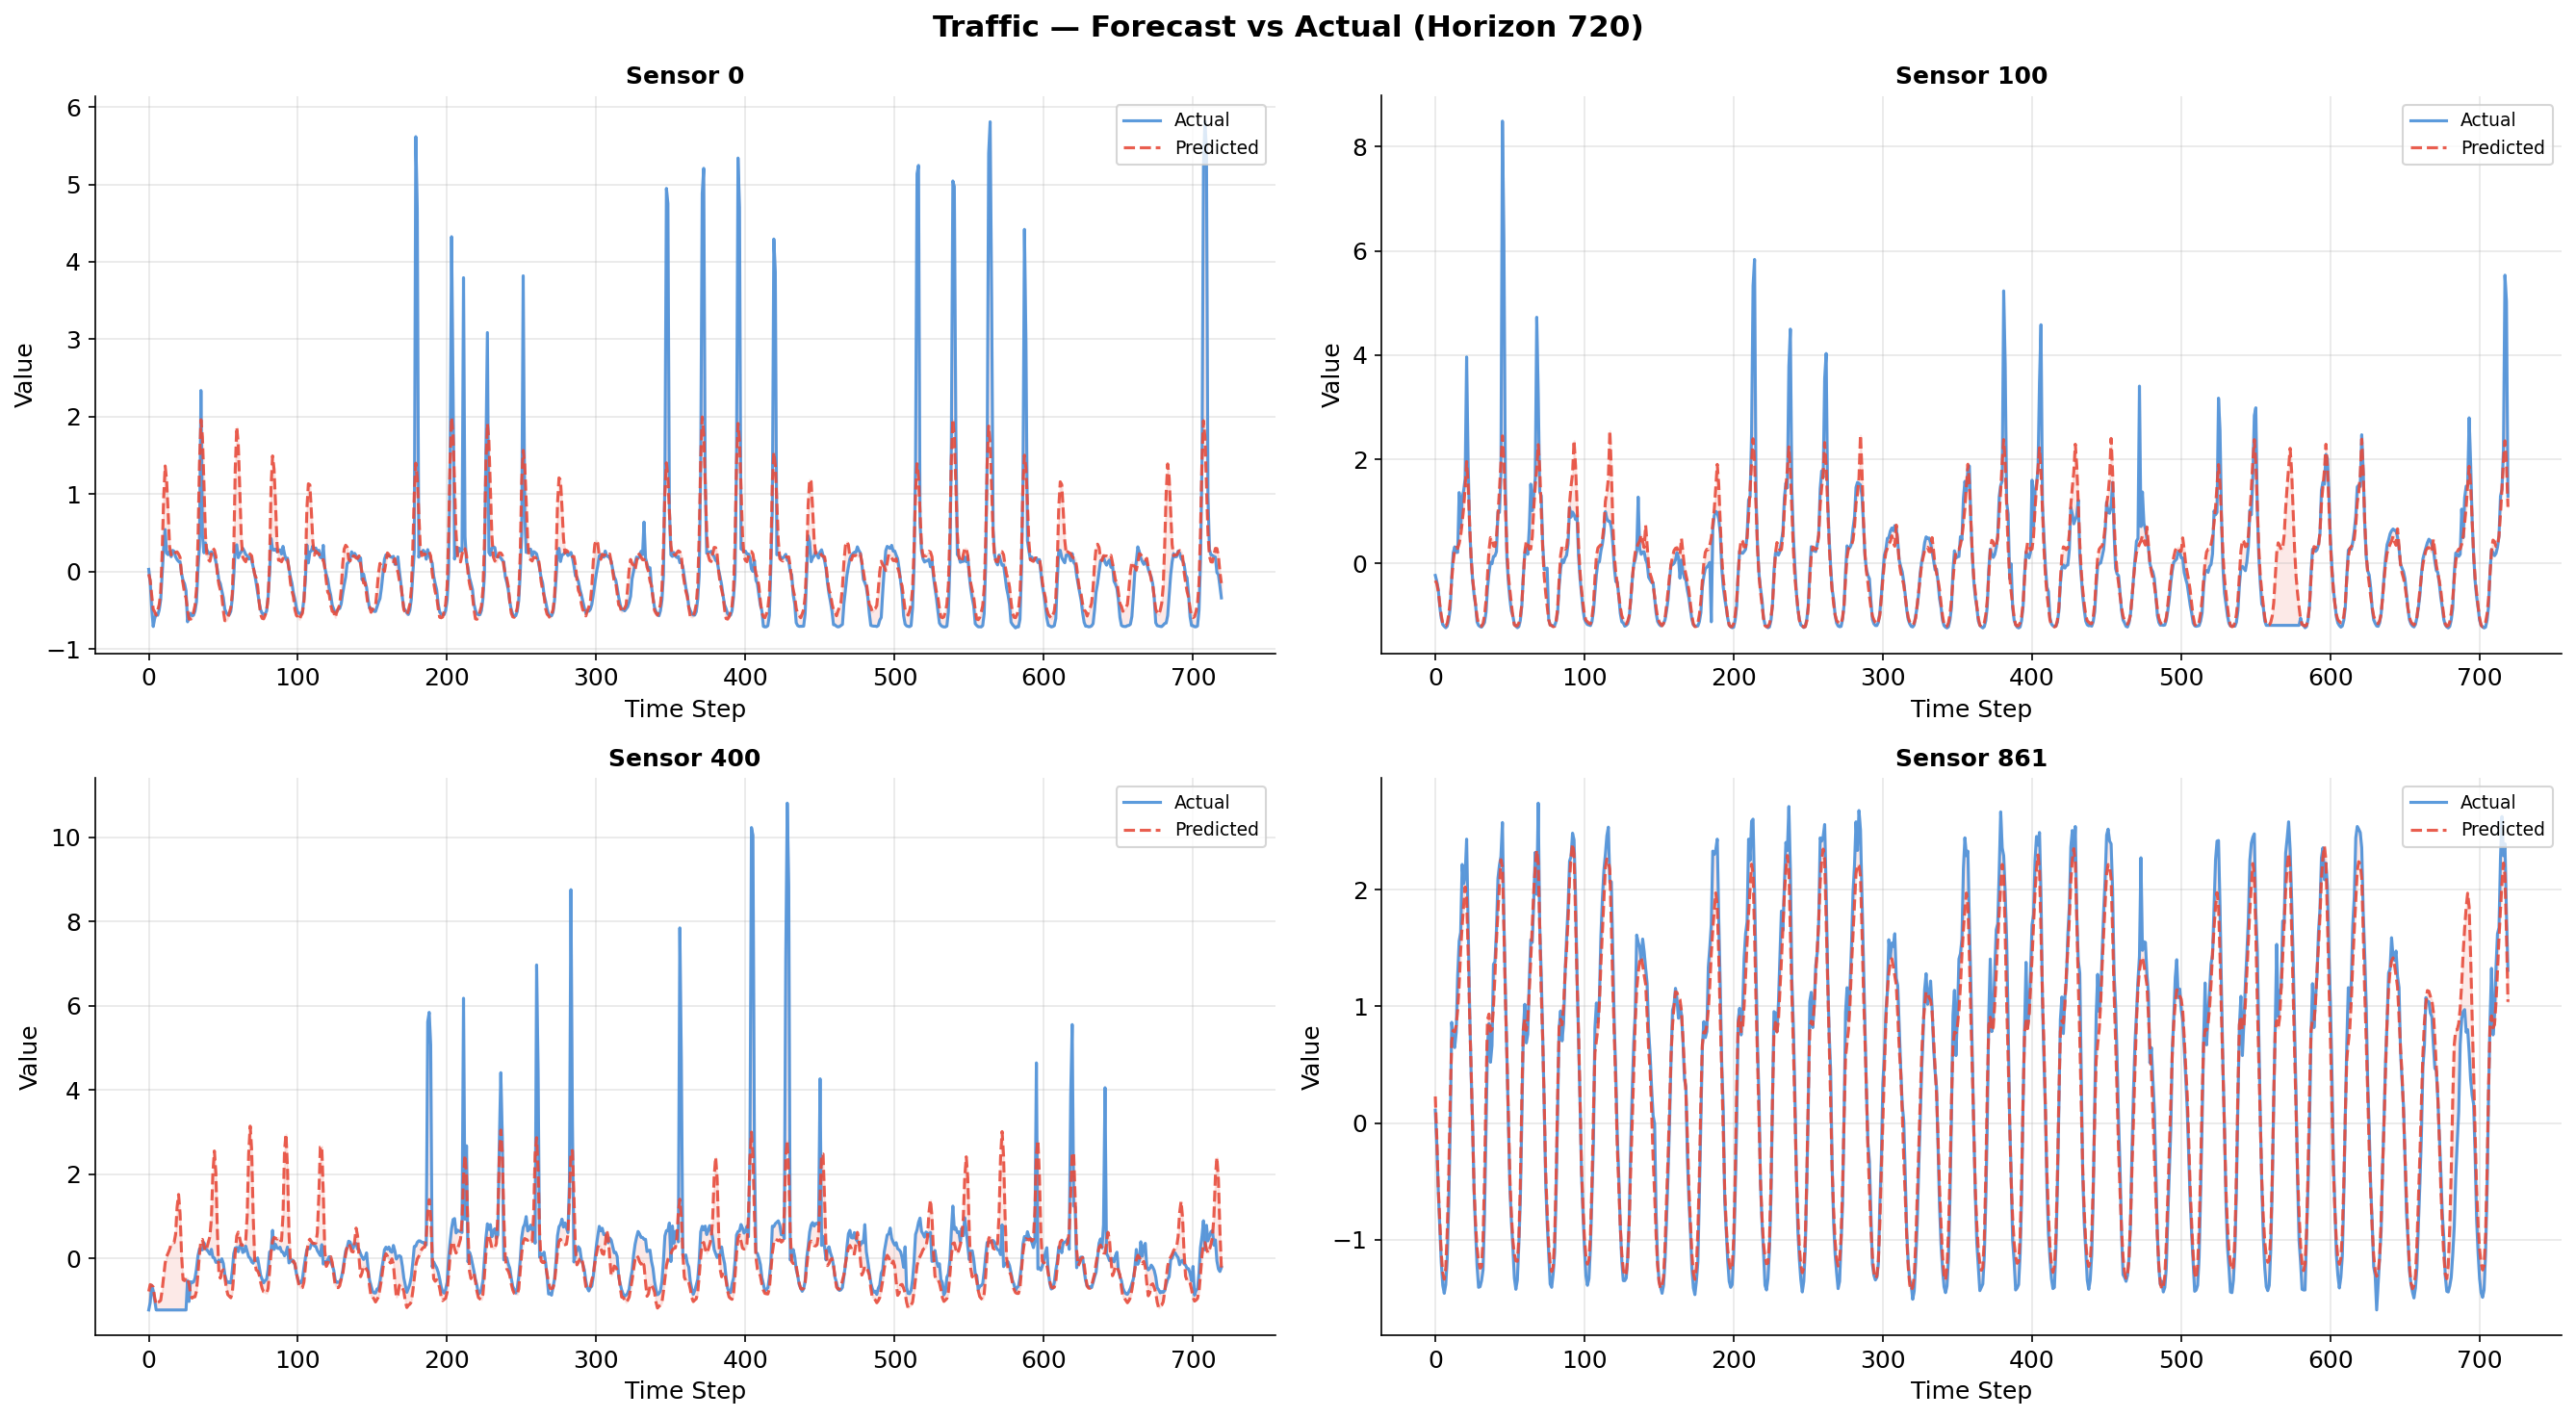 Traffic — Forecast vs Actual (Horizon 720)
Sensor 0
Actual
Predicted
Value
6
5
4
3
2
1
0
−1
0 100 200 300 400 500 600 700
Time Step
Sensor 100
Actual
Predicted
Value
8
6
4
2
0
0 100 200 300 400 500 600 700
Time Step
Sensor 400
Actual
Predicted
Value
10
8
6
4
2
0
0 100 200 300 400 500 600 700
Time Step
Sensor 861
Actual
Predicted
Value
2
1
0
−1
0 100 200 300 400 500 600 700
Time Step